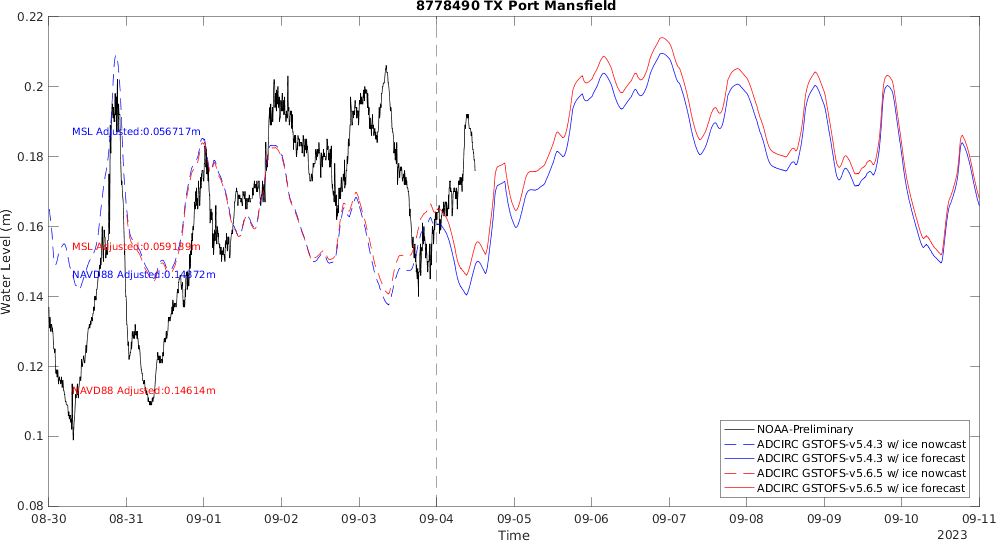 8778490 TX Port Mansfield
0.22
0.2
0.18
0.16
0.14
0.12
0.1
0.08
Water Level (m)
MSL Adjusted:0.056717m
MSL Adjusted:0.059189m
NAVD88 Adjusted:0.14372m
NAVD88 Adjusted:0.14614m
NOAA-Preliminary
ADCIRC GSTOFS-v5.4.3 w/ ice nowcast
ADCIRC GSTOFS-v5.4.3 w/ ice forecast
ADCIRC GSTOFS-v5.6.5 w/ ice nowcast
ADCIRC GSTOFS-v5.6.5 w/ ice forecast
08-30 08-31 09-01 09-02 09-03 09-04 09-05 09-06 09-07 09-08 09-09 09-10 09-11
Time
2023